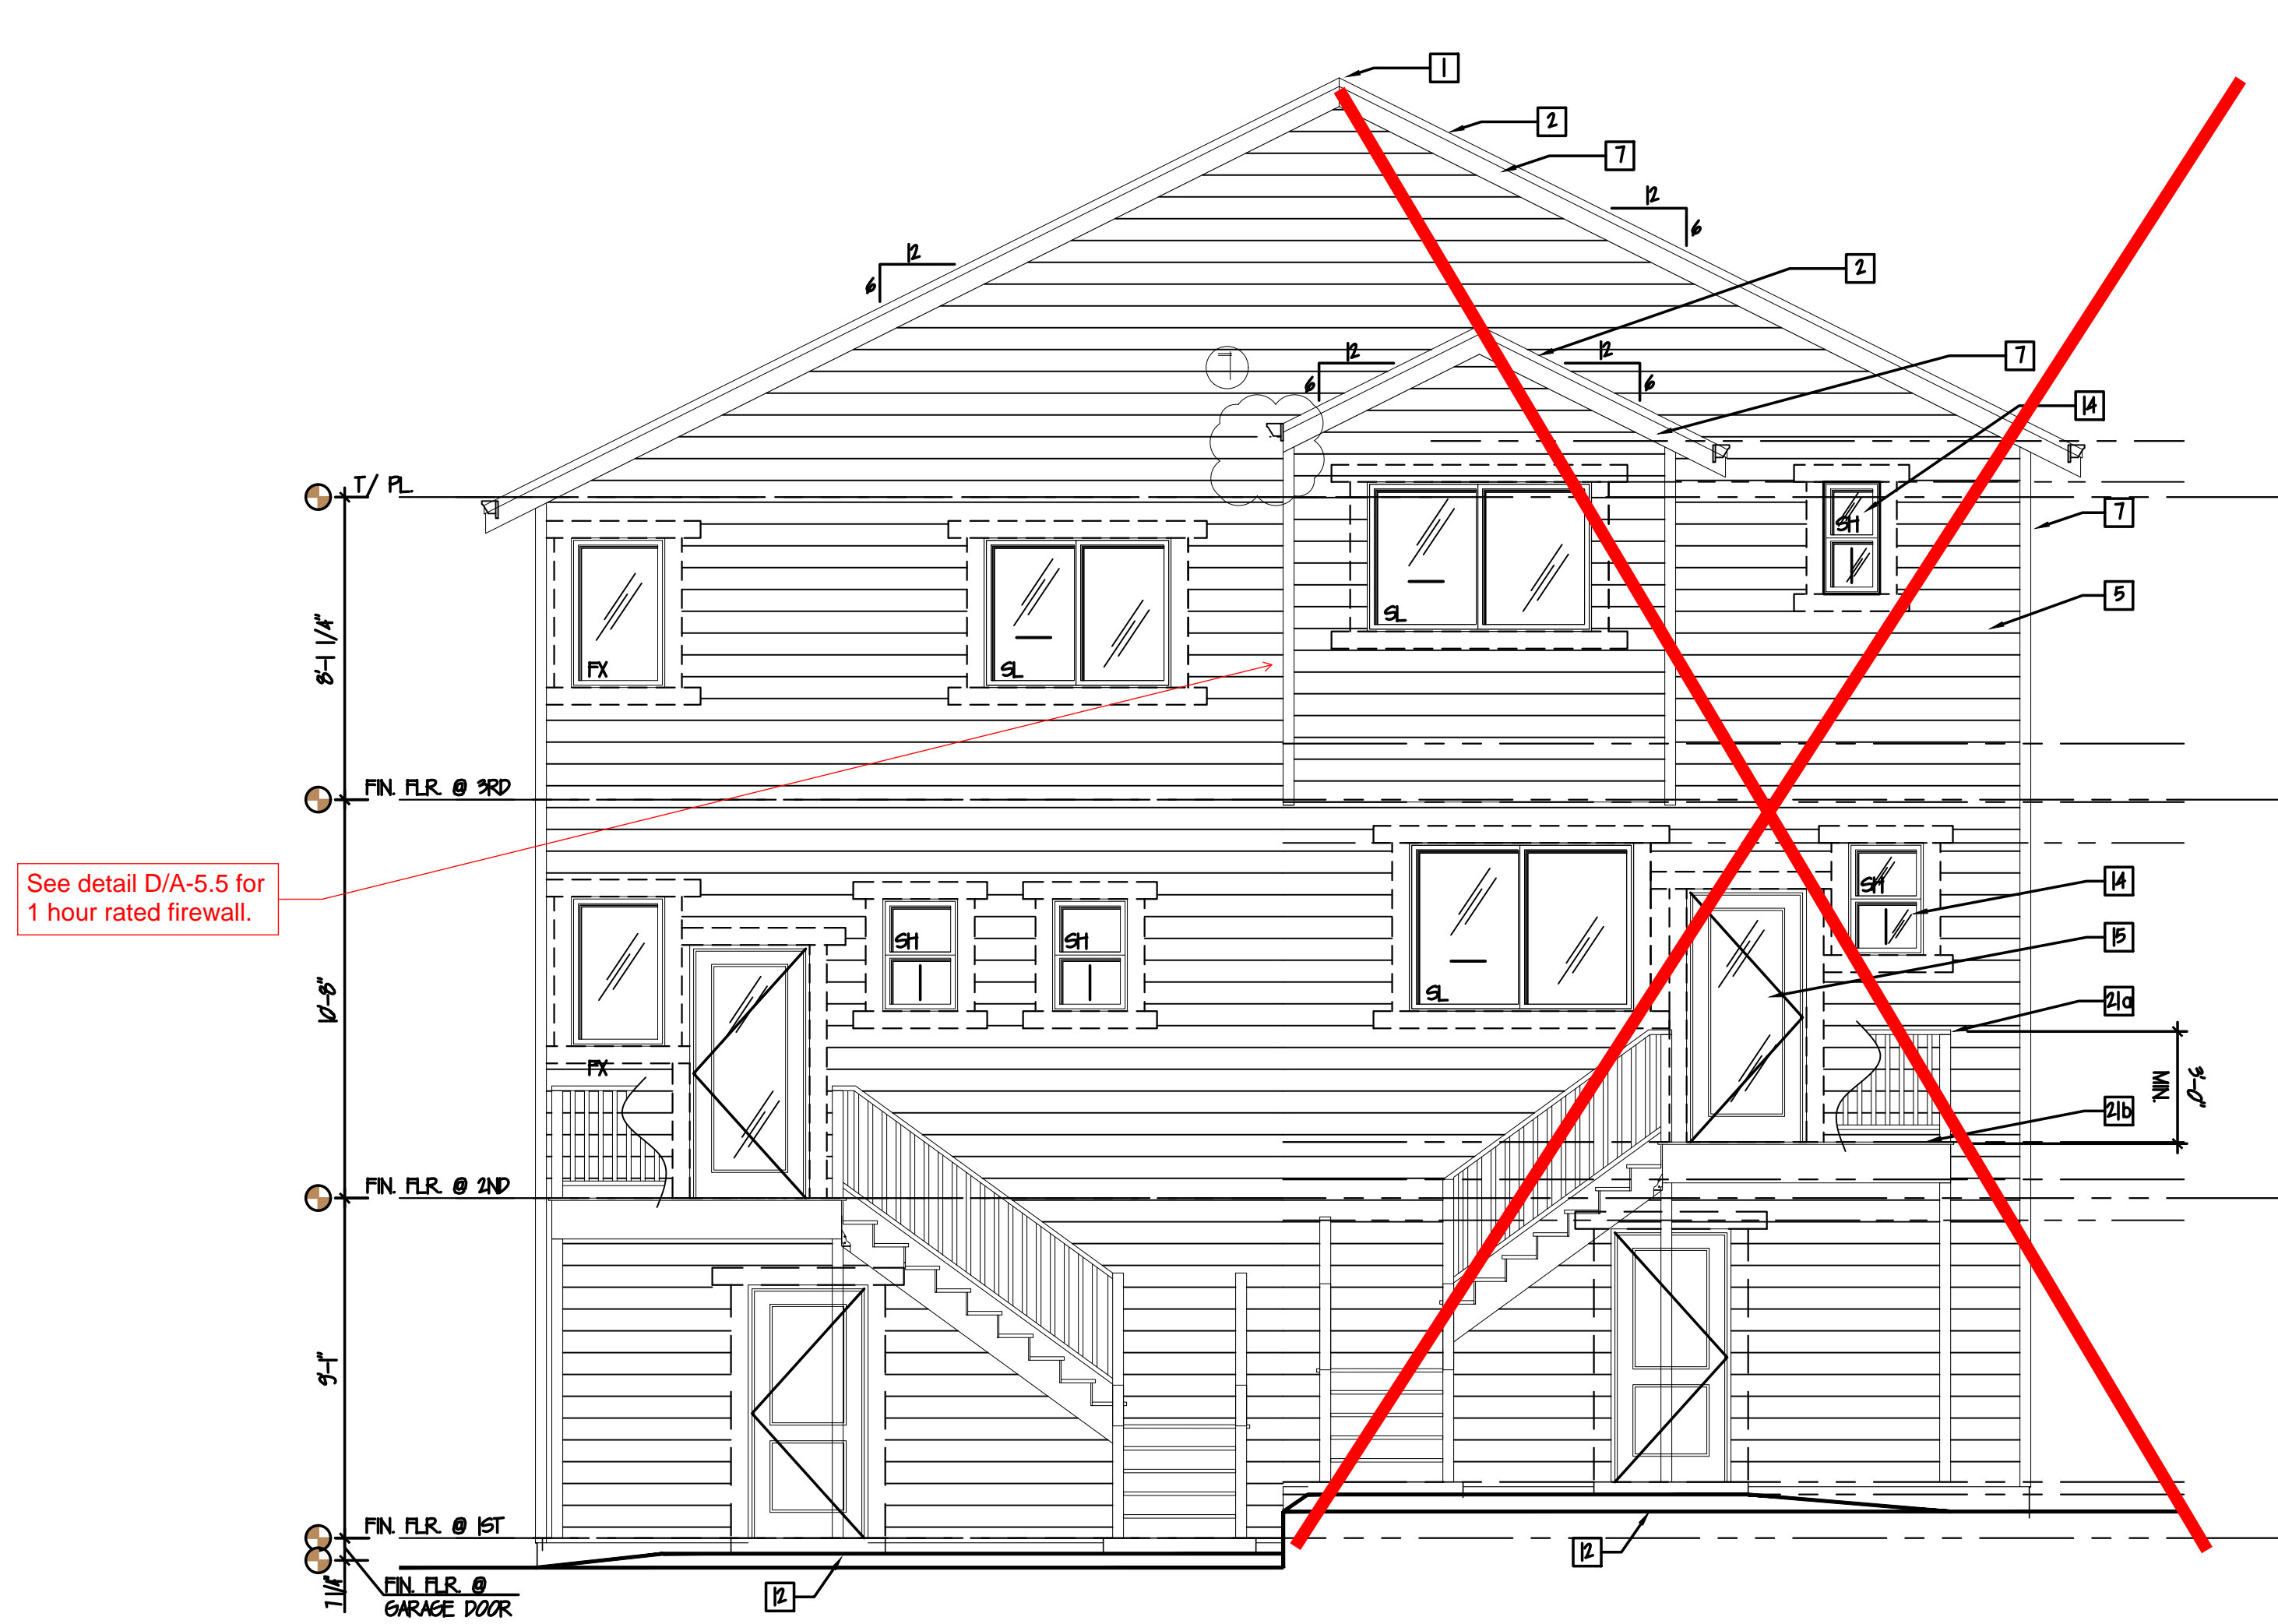 1
2
7
12
6
12
6
2
12
6
12
6
7
1
14
T/ PL.
SH
7
8'-1 1/4"
5
FX
SL
SL
FIN. FLR. @ 3RD
See detail D/A-5.5 for
1 hour rated firewall.
SH
14
SH
SH
15
10'-8"
SL
21a
FX
3'-0"
MIN.
21b
FIN. FLR. @ 2ND
9'-1"
FIN. FLR. @ 1ST
12
12
7 1/4"
FIN. FLR. @
GARAGE DOOR